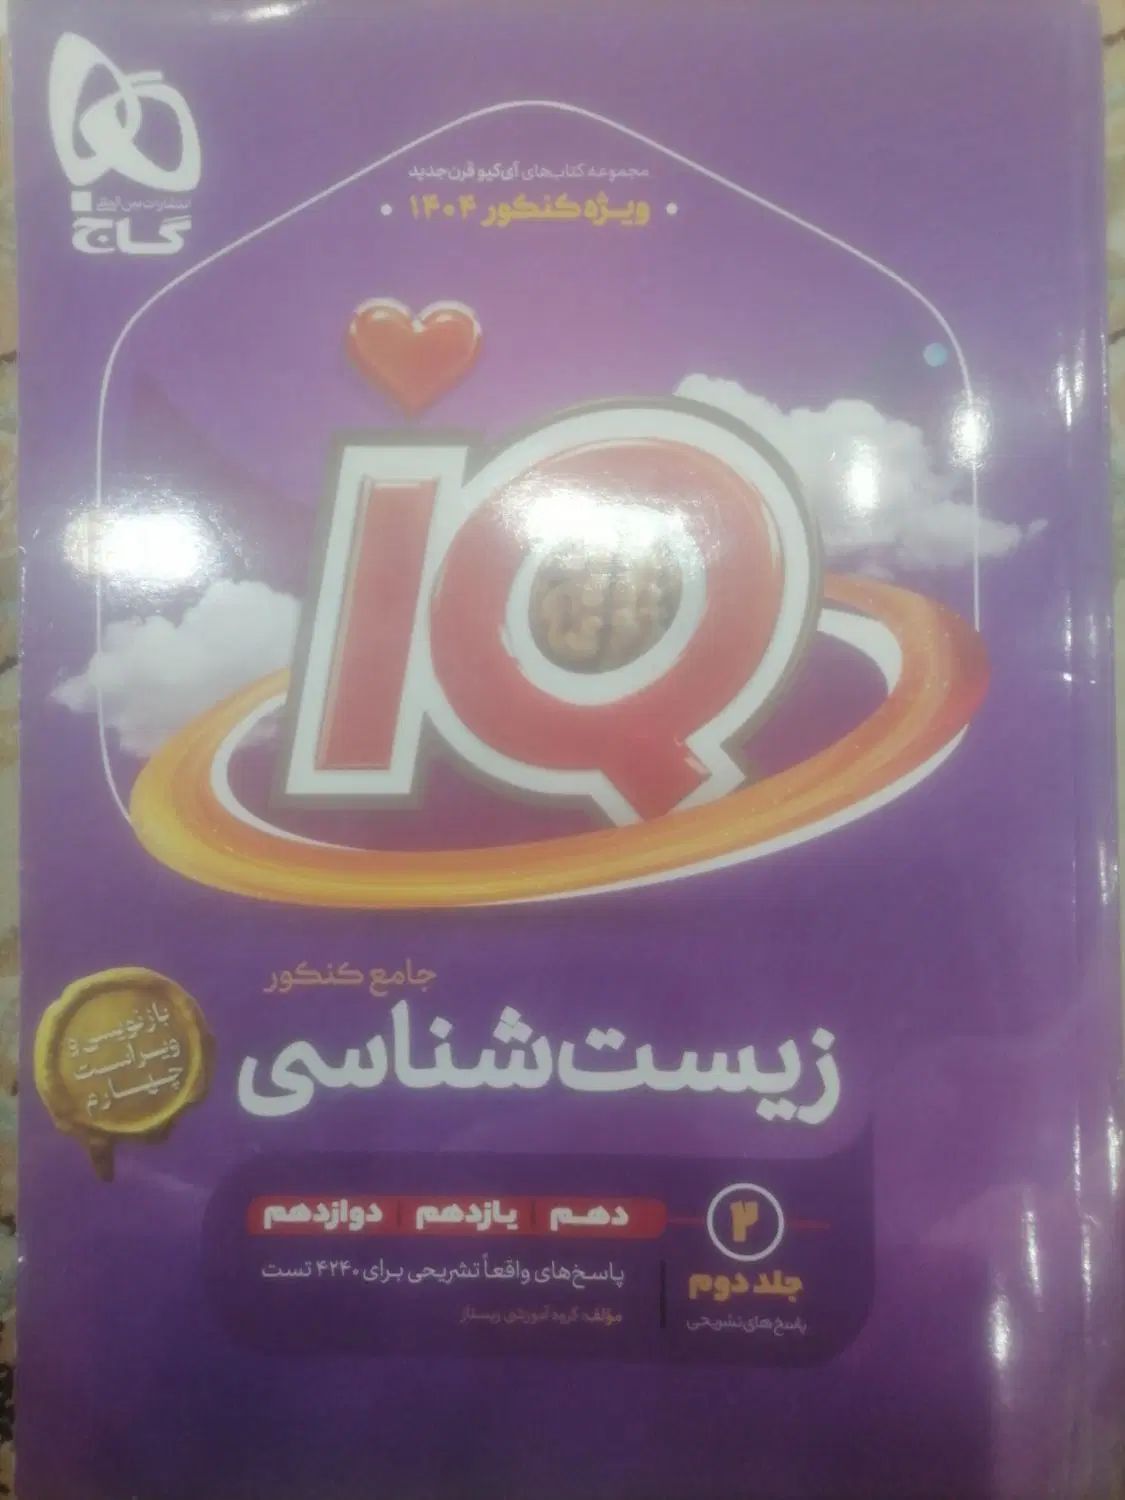 انتشارات بین‌المللی
گاج
مجموعه کتاب‌های آی‌کیو قرن جدید
• ویژه کنکور ۱۴۰۴ •
IQ
جامع کنکور
زیست‌شناسی
بازنویسی و
ویراست
چهارم
دهم | یازدهم | دوازدهم
پاسخ‌های واقعاً تشریحی برای ۴۲۴۰ تست
مؤلف: گروه آموزشی زیستاز
۲
جلد دوم
پاسخ‌های تشریحی